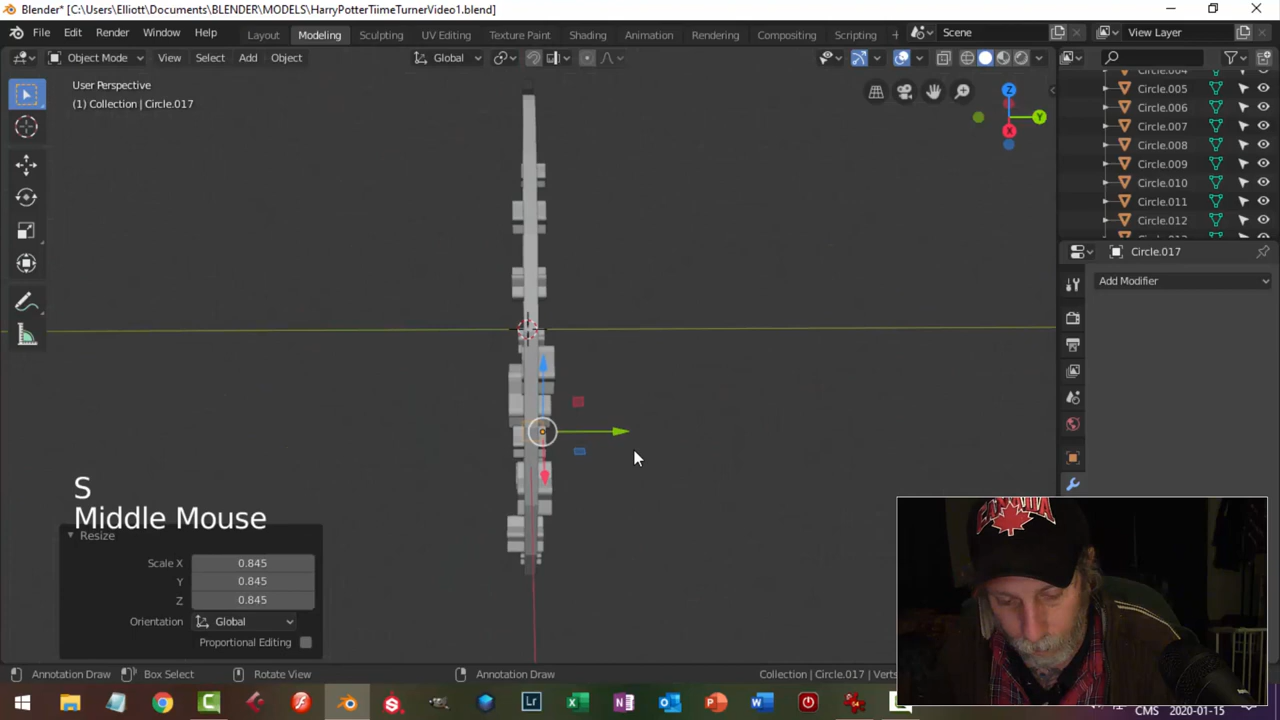 Blender* [C:\Users\Elliott\Documents\BLENDER\MODELS\HarryPotterTiimeTurnerVideo1.blend]
File Edit Render Window Help Layout Modeling Sculpting UV Editing Texture Paint Shading Animation Rendering Compositing Scripting + Scene View Layer
Object Mode View Select Add Object Global
User Perspective
(1) Collection | Circle.017
Z
Y
X
Circle.004
Circle.005
Circle.006
Circle.007
Circle.008
Circle.009
Circle.010
Circle.011
Circle.012
Circle.017
Add Modifier
S
Middle Mouse
Resize
Scale X 0.845
Y 0.845
Z 0.845
Orientation Global
Proportional Editing
CANADA
Annotation Draw Box Select Rotate View Annotation Draw Collection | Circle.017 | Verts
CMS 2020-01-15